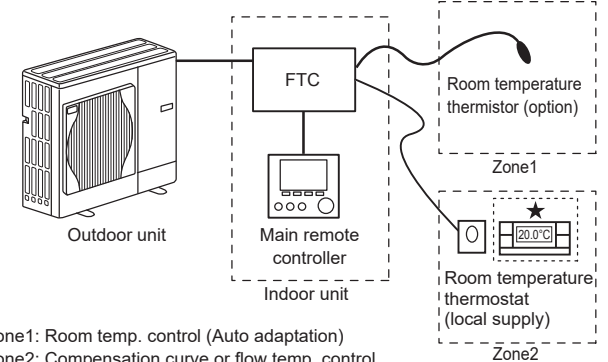 FTC
Room temperature
thermistor (option)
Zone1
20.0°C
Outdoor unit
Main remote
controller
Indoor unit
Room temperature
thermostat
(local supply)
Zone2
one1: Room temp. control (Auto adaptation)
one2: Compensation curve or flow temp. control